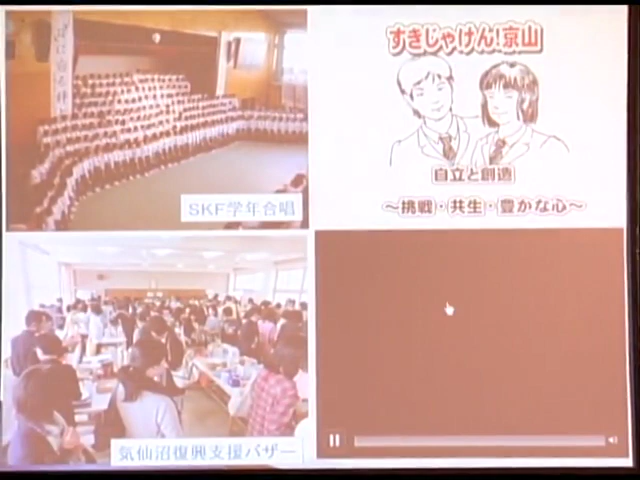 SKF学年合唱
すきじゃけん!京山
自立と創造
〜挑戦・共生・豊かな心〜
気仙沼復興支援バザー